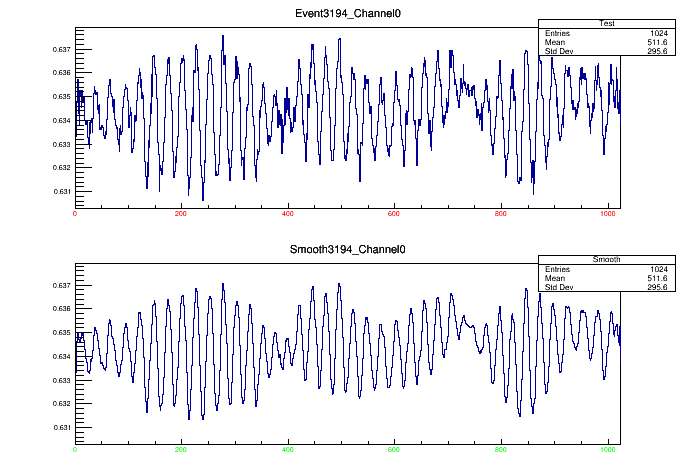 Event3194_Channel0
Test
Entries 1024
Mean 511.6
Std Dev 295.6
0.637
0.636
0.635
0.634
0.633
0.632
0.631
0 200 400 600 800 1000
Smooth3194_Channel0
Smooth
Entries 1024
Mean 511.6
Std Dev 295.6
0.637
0.636
0.635
0.634
0.633
0.632
0.631
0 200 400 600 800 1000